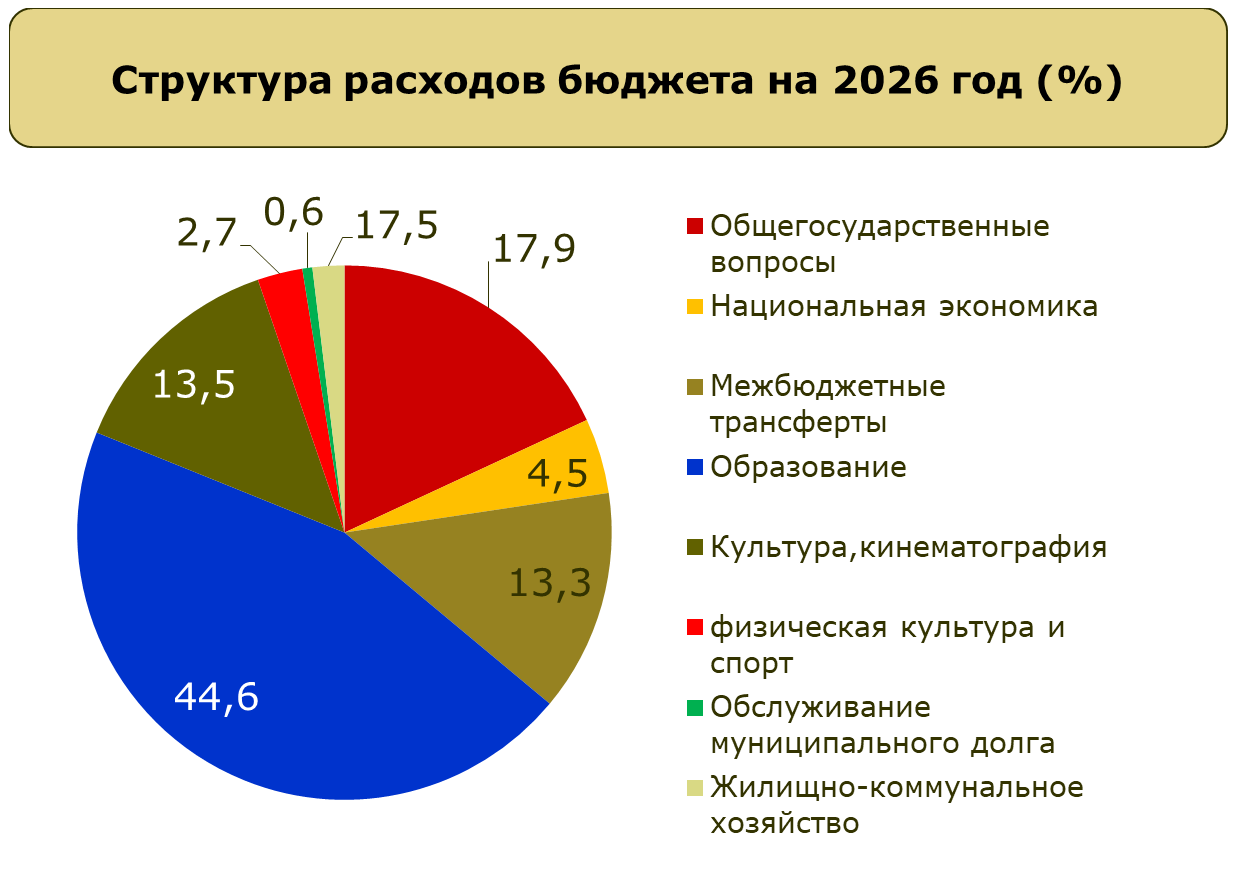 Структура расходов бюджета на 2026 год (%)
2,7
0,6
17,5
17,9
13,5
4,5
13,3
44,6
Общегосударственные
вопросы
Национальная экономика
Межбюджетные
трансферты
Образование
Культура,кинематография
физическая культура и
спорт
Обслуживание
муниципального долга
Жилищно-коммунальное
хозяйство